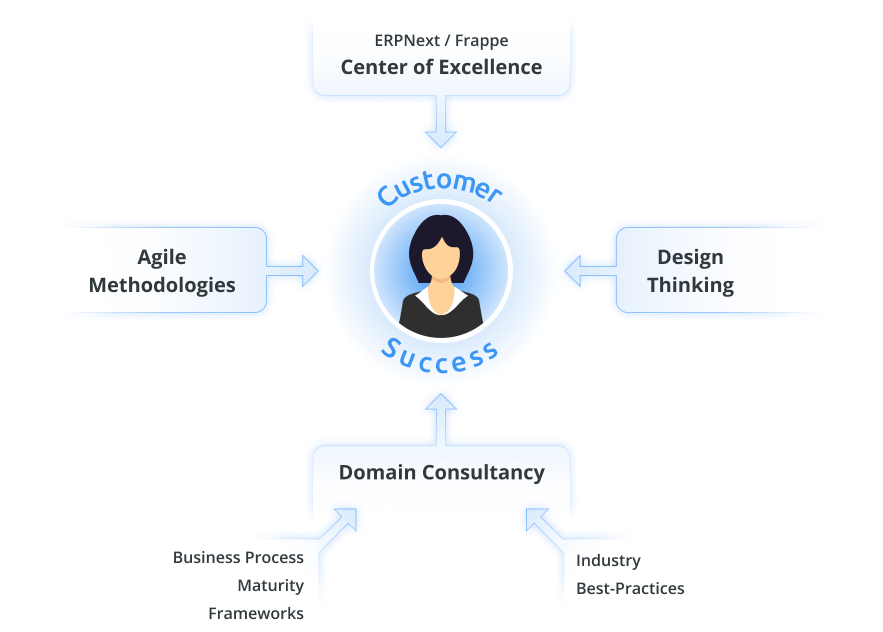 ERPNext / Frappe
Center of Excellence
Customer
Success
Agile
Methodologies
Design
Thinking
Domain Consultancy
Business Process
Maturity
Frameworks
Industry
Best-Practices